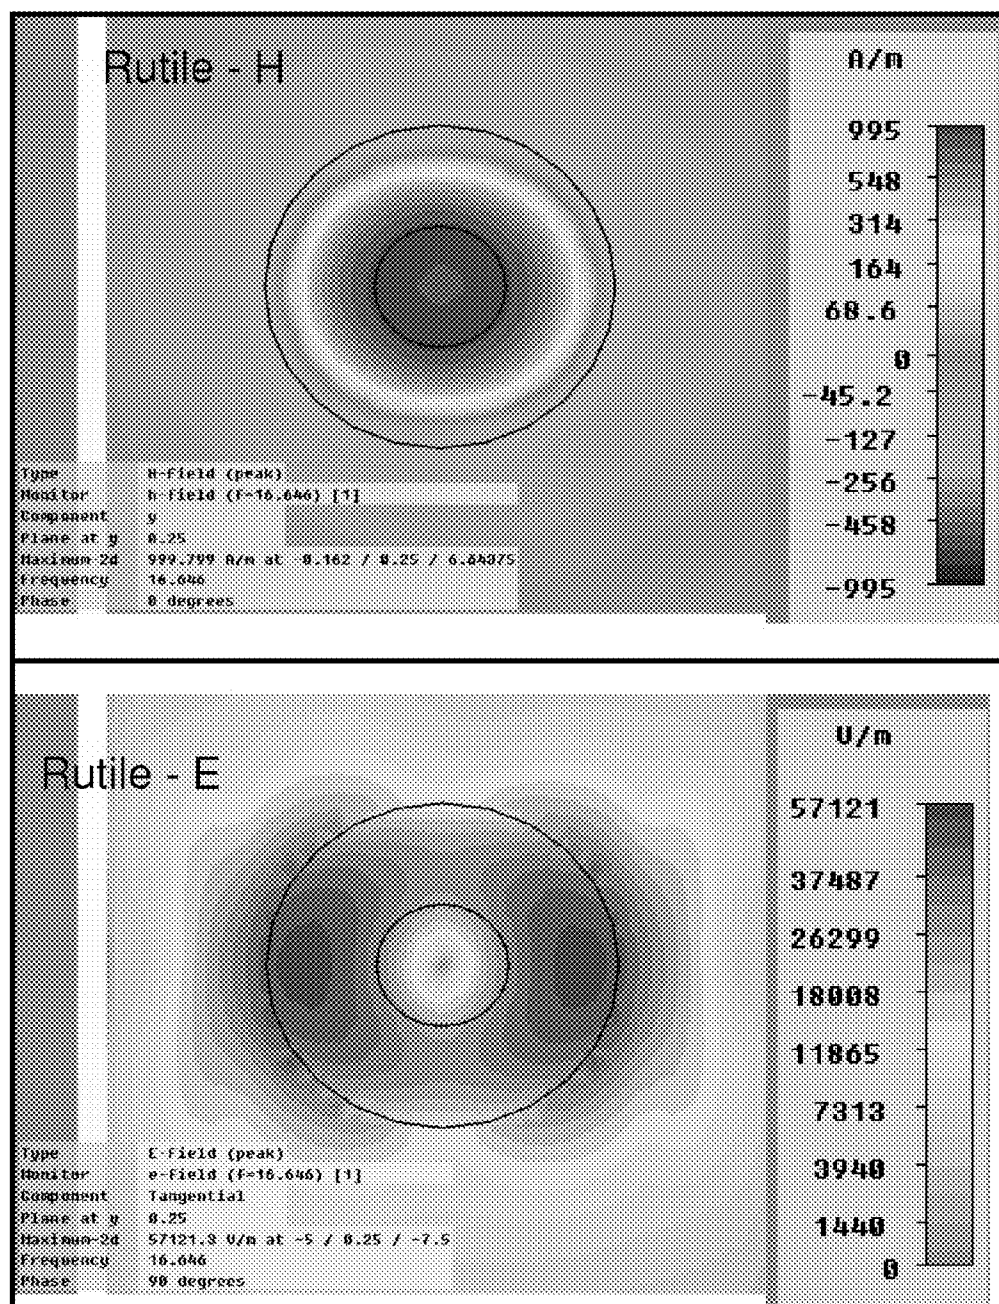 Rutile - H
A/m
995
548
314
164
60.6
0
-45.2
-127
-256
-458
-995
Type H-field (peak)
Monitor h-field (f=16.646) [1]
Component y
Plane at y 0.25
Maximum-2d 999.799 A/m at 0.162 / 0.25 / 6.64075
Frequency 16.646
Phase 0 degrees
Rutile - E
V/m
57121
37487
26299
18008
11865
7313
3940
1440
0
Type E-field (peak)
Monitor e-field (f=16.646) [1]
Component Tangential
Plane at y 0.25
Maximum-2d 57121.3 V/m at -5 / 0.25 / -7.5
Frequency 16.646
Phase 90 degrees